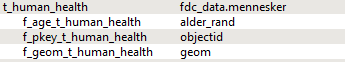 t_human_health fdc_data.mennesker
f_age_t_human_health alder_rand
f_pkey_t_human_health objectid
f_geom_t_human_health geom